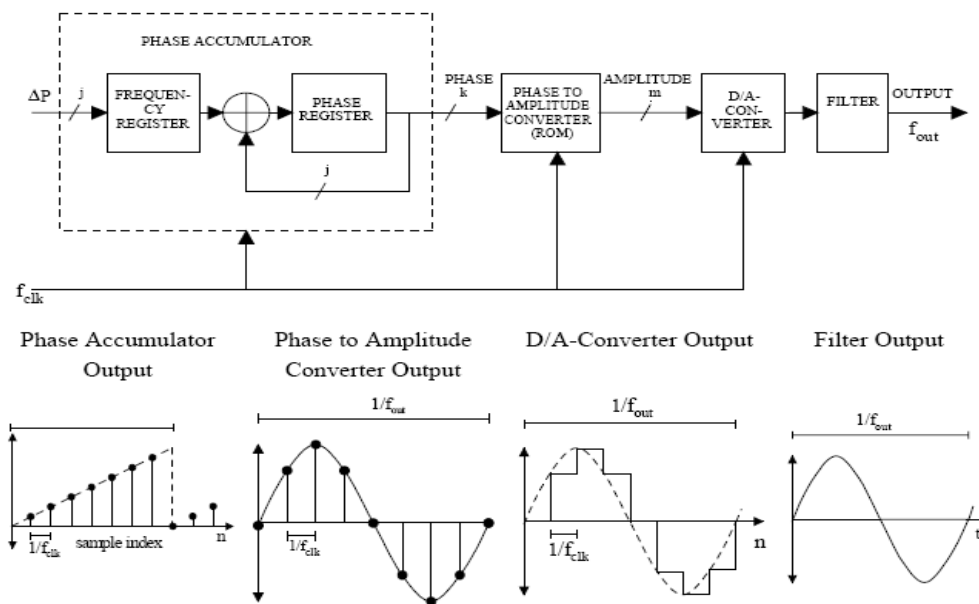 PHASE ACCUMULATOR
ΔP
j
FREQUEN-
CY
REGISTER
PHASE
REGISTER
j
PHASE
k
PHASE TO
AMPLITUDE
CONVERTER
(ROM)
AMPLITUDE
m
D/A-
CON-
VERTER
FILTER
OUTPUT
f_out
f_clk
Phase Accumulator
Output
Phase to Amplitude
Converter Output
D/A-Converter Output
Filter Output
1/f_out
1/f_out
1/f_out
1/f_clk
sample index
n
1/f_clk
1/f_clk
n
t